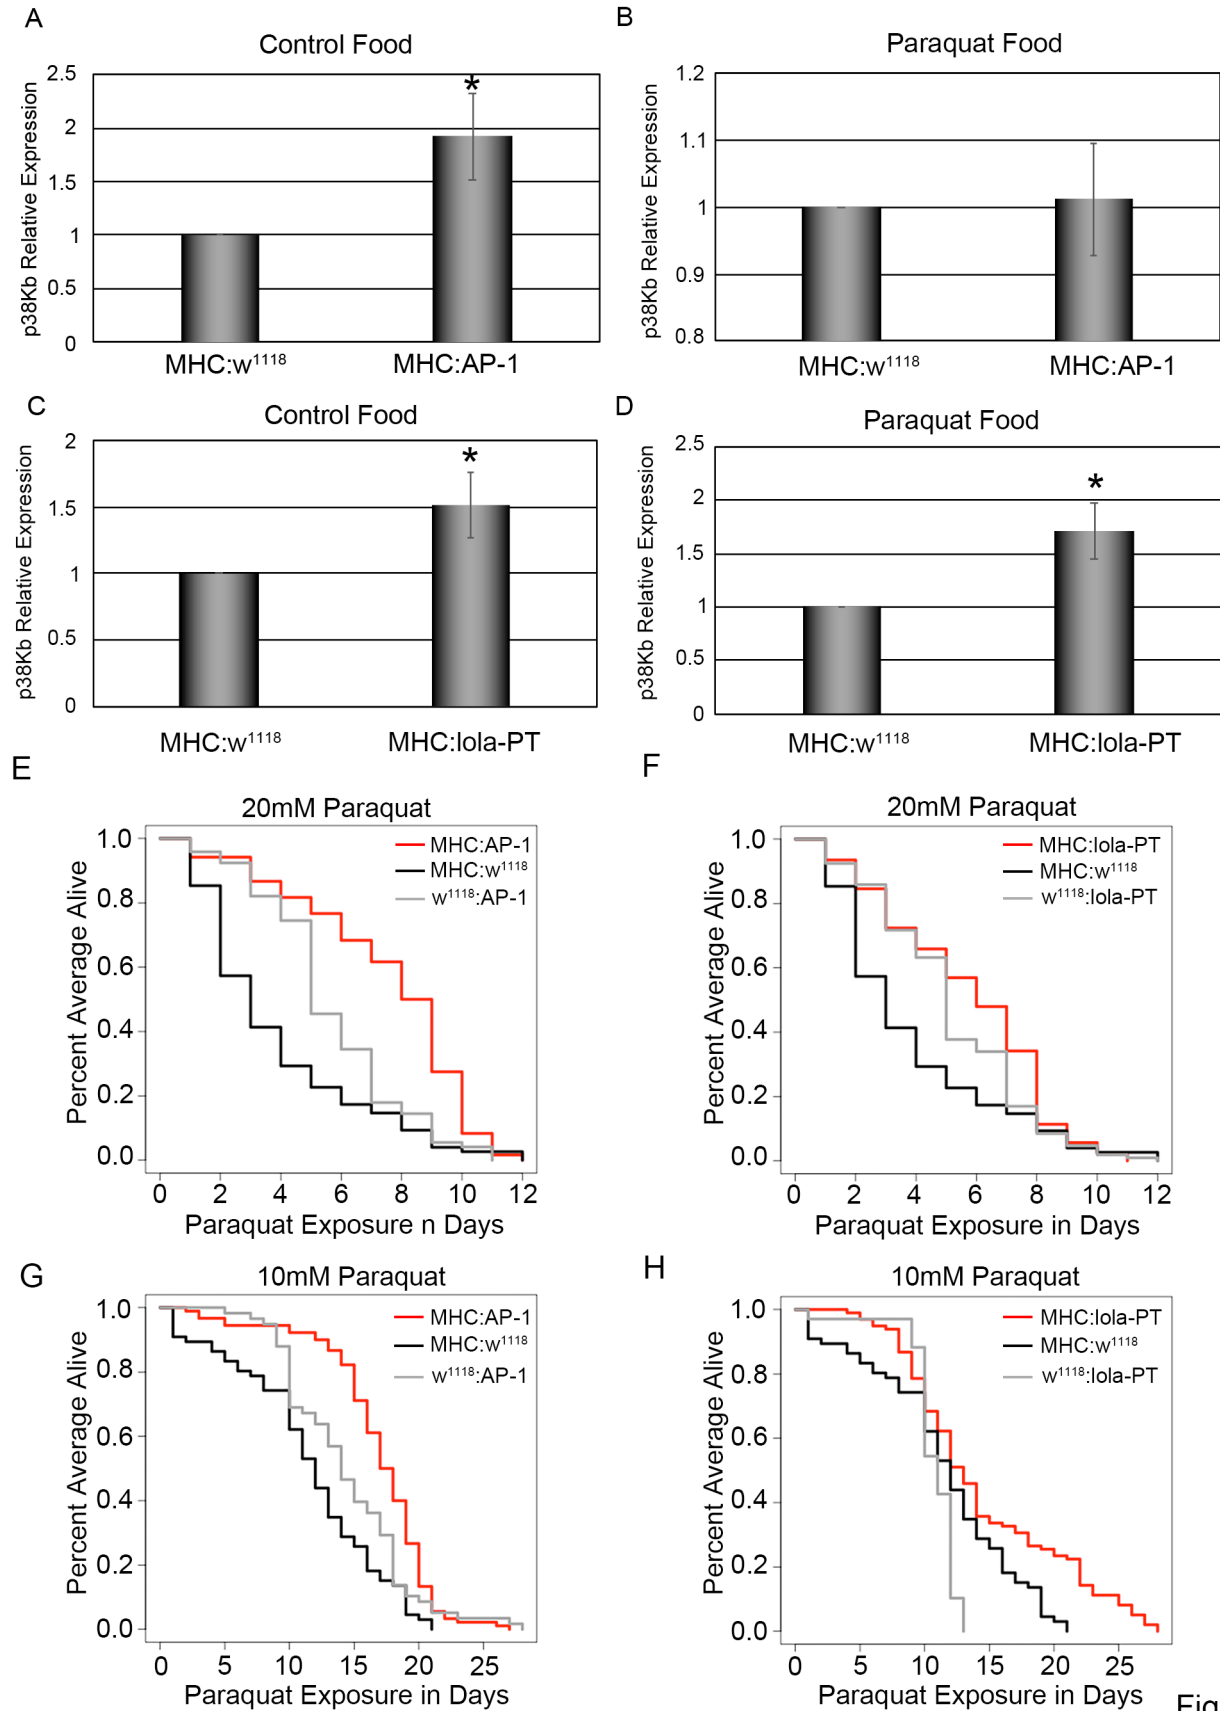 A
Control Food
p38Kb Relative Expression
2.5
2
1.5
1
0.5
0
*
MHC:w¹¹¹⁸ MHC:AP-1
B
Paraquat Food
p38Kb Relative Expression
1.2
1.1
1
0.9
0.8
MHC:w¹¹¹⁸ MHC:AP-1
C
Control Food
p38Kb Relative Expression
2
1.5
1
0.5
0
*
MHC:w¹¹¹⁸ MHC:lola-PT
D
Paraquat Food
p38Kb Relative Expression
2.5
2
1.5
1
0.5
0
*
MHC:w¹¹¹⁸ MHC:lola-PT
E
20mM Paraquat
Percent Average Alive
1.0
0.8
0.6
0.4
0.2
0.0
MHC:AP-1
MHC:w¹¹¹⁸
w¹¹¹⁸:AP-1
0 2 4 6 8 10 12
Paraquat Exposure n Days
F
20mM Paraquat
Percent Average Alive
1.0
0.8
0.6
0.4
0.2
0.0
MHC:lola-PT
MHC:w¹¹¹⁸
w¹¹¹⁸:lola-PT
0 2 4 6 8 10 12
Paraquat Exposure in Days
G
10mM Paraquat
Percent Average Alive
1.0
0.8
0.6
0.4
0.2
0.0
MHC:AP-1
MHC:w¹¹¹⁸
w¹¹¹⁸:AP-1
0 5 10 15 20 25
Paraquat Exposure in Days
H
10mM Paraquat
Percent Average Alive
1.0
0.8
0.6
0.4
0.2
0.0
MHC:lola-PT
MHC:w¹¹¹⁸
w¹¹¹⁸:lola-PT
0 5 10 15 20 25
Paraquat Exposure in Days